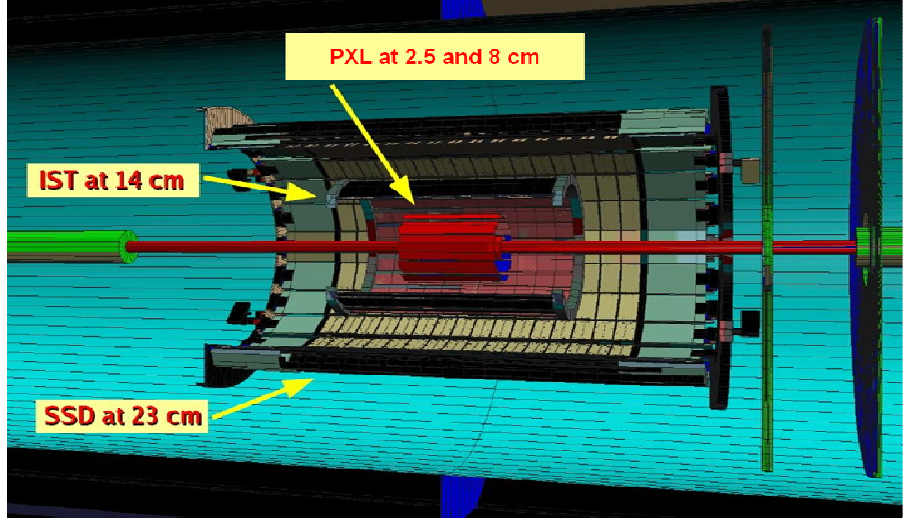 PXL at 2.5 and 8 cm
IST at 14 cm
SSD at 23 cm